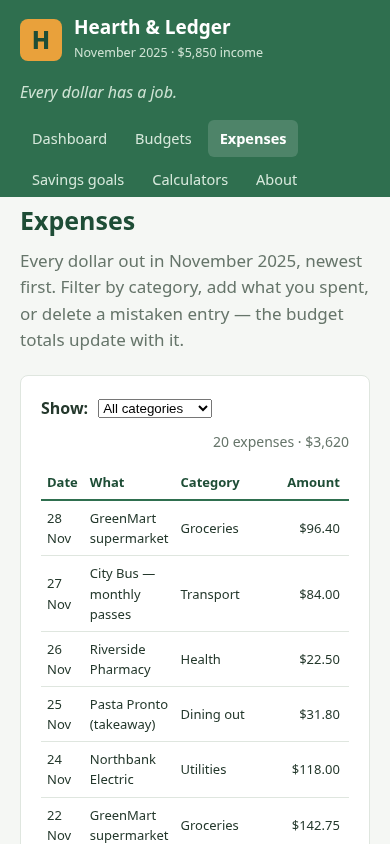 H
Hearth & Ledger
November 2025 · $5,850 income
Every dollar has a job.
Dashboard Budgets Expenses
Savings goals Calculators About
Expenses
Every dollar out in November 2025, newest
first. Filter by category, add what you spent,
or delete a mistaken entry — the budget
totals update with it.
Show: All categories
20 expenses · $3,620
Date What Category Amount
28 Nov GreenMart supermarket Groceries $96.40
27 Nov City Bus — monthly passes Transport $84.00
26 Nov Riverside Pharmacy Health $22.50
25 Nov Pasta Pronto (takeaway) Dining out $31.80
24 Nov Northbank Electric Utilities $118.00
22 Nov GreenMart supermarket Groceries $142.75